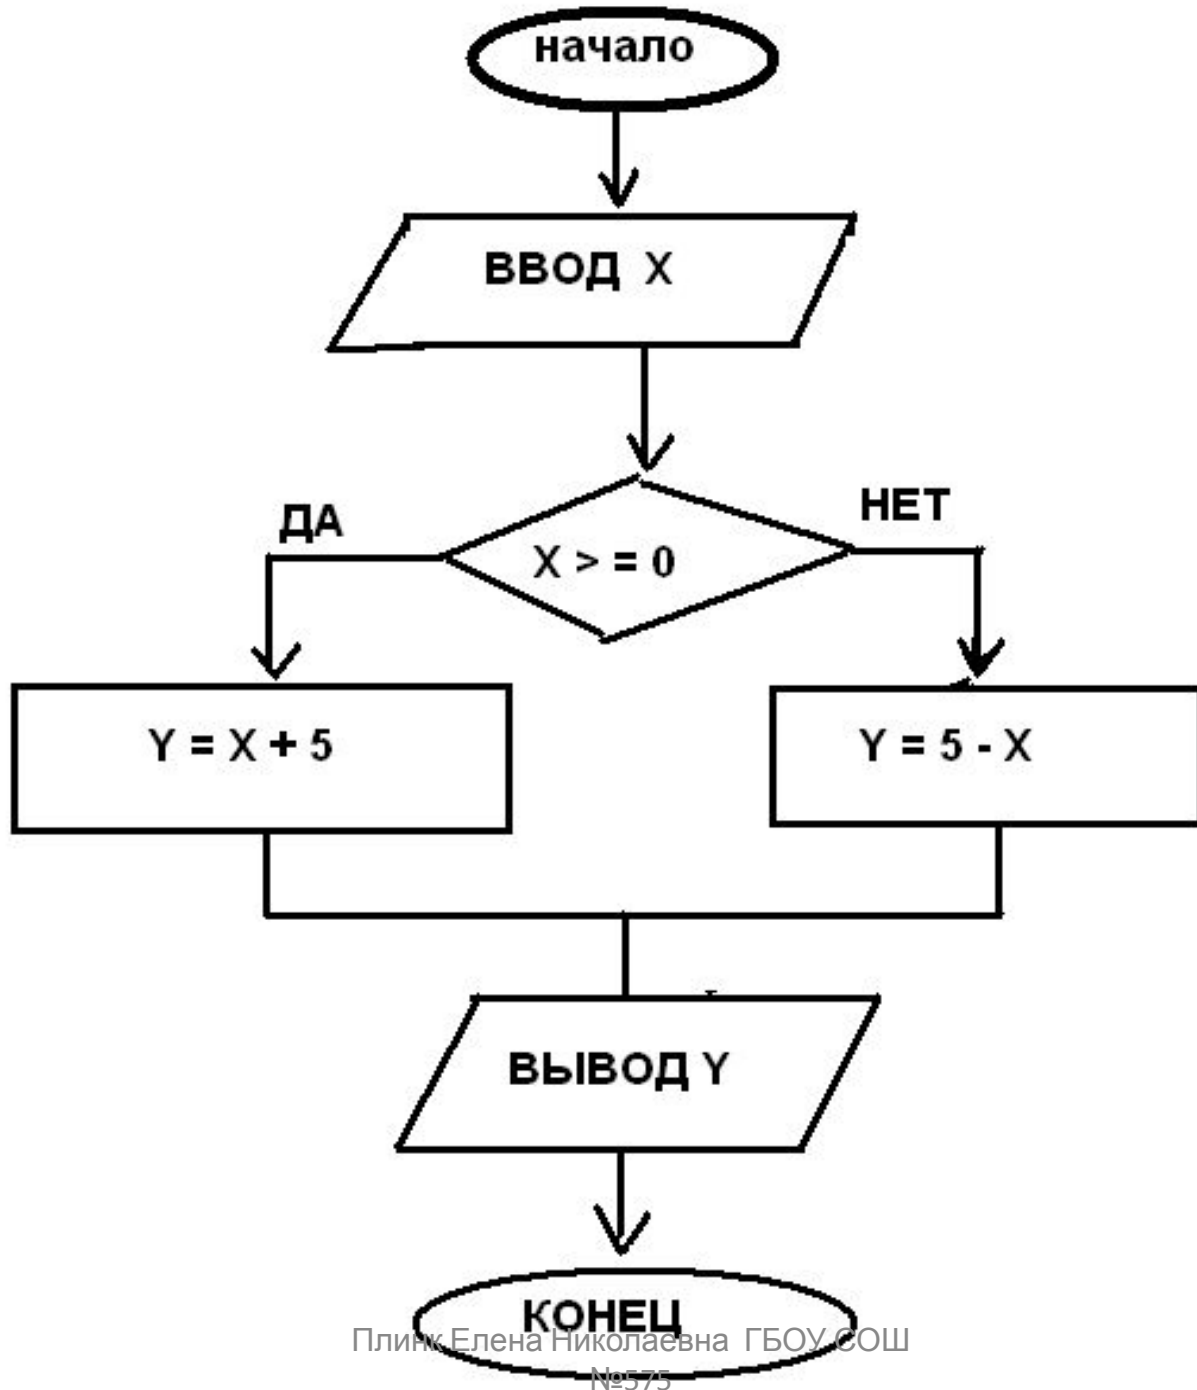 начало
ВВОД X
ДА
НЕТ
X > = 0
Y = X + 5
Y = 5 - X
ВЫВОД Y
КОНЕЦ
Плинк Елена Николаевна ГБОУ СОШ
№575